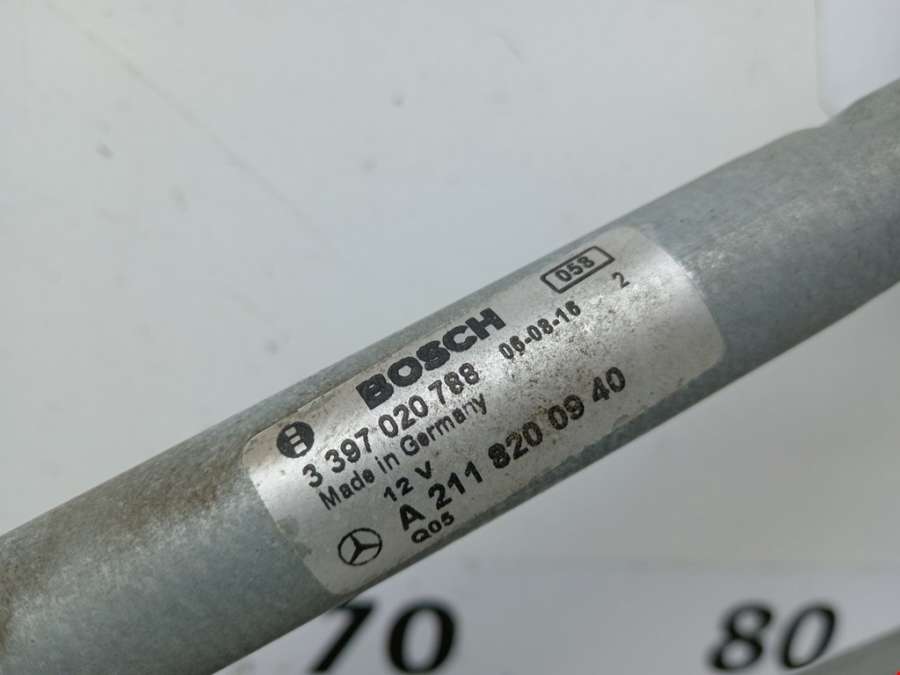 058
BOSCH
3 397 020 788 06-08-16 2
Made in Germany
12 V
A 211 820 09 40
Q05
70 80